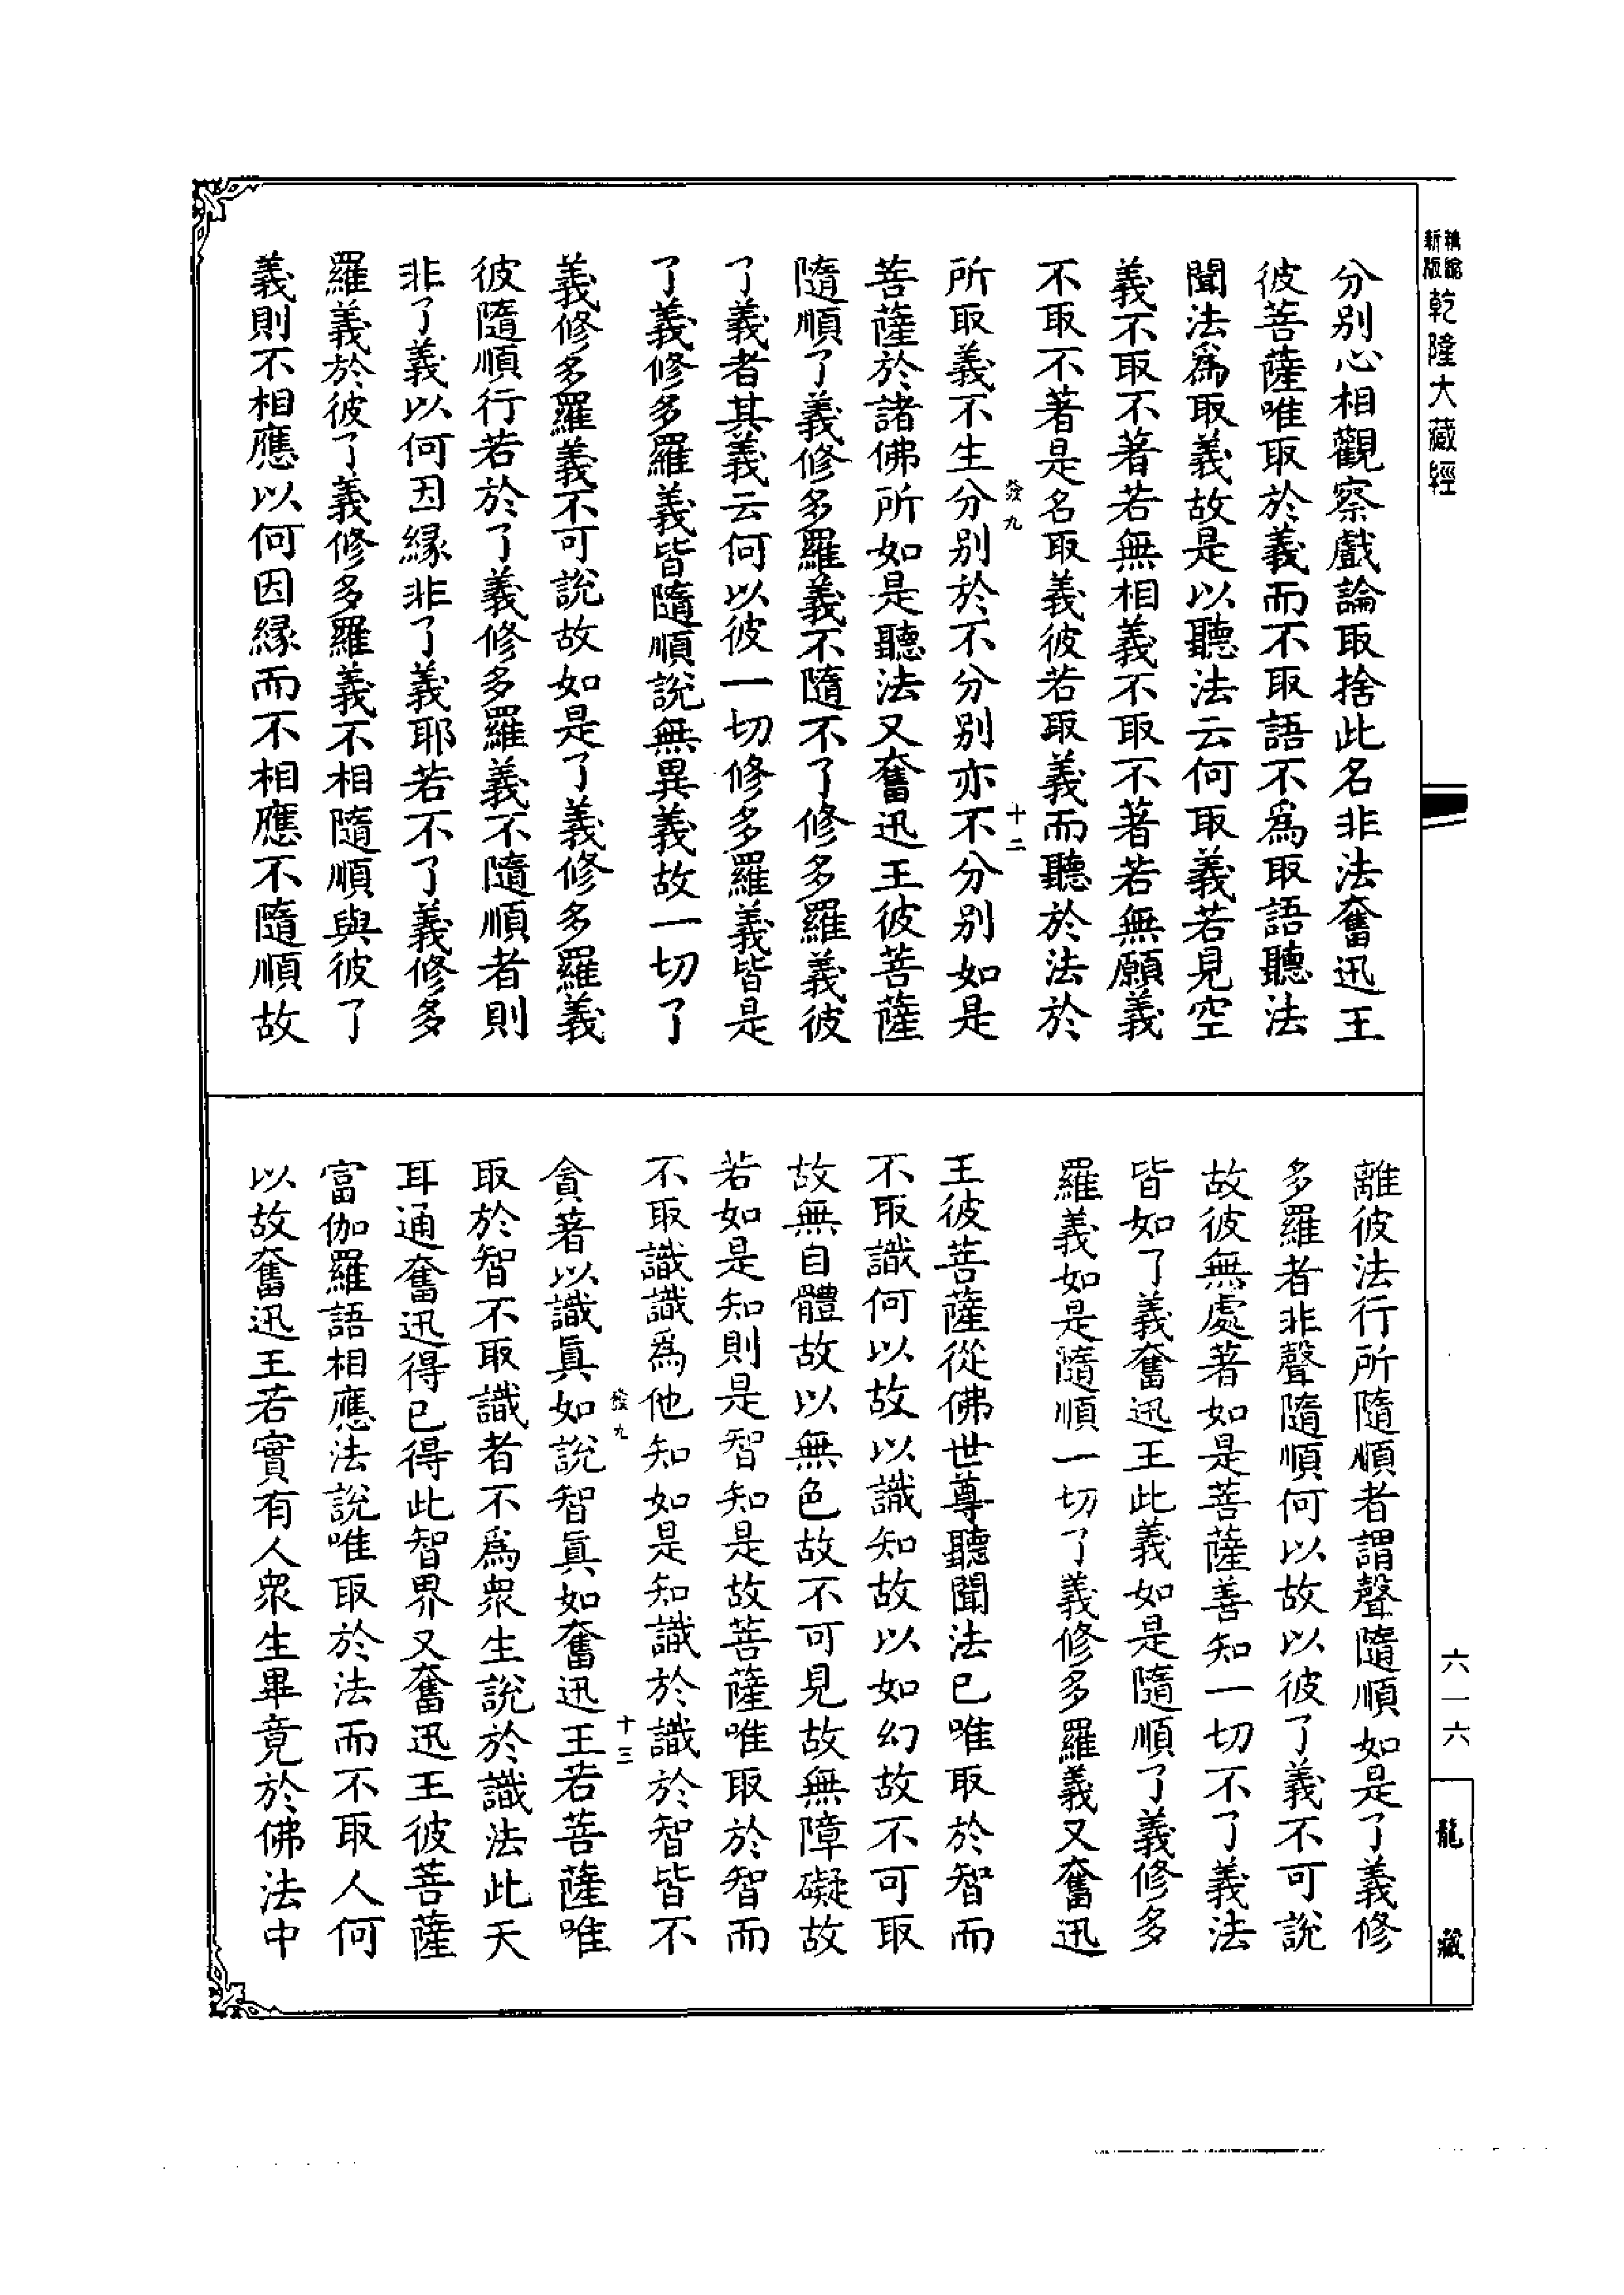 新版
乾隆大藏經
分別心相觀察戲論取捨此名非法奮迅王
彼菩薩唯取於義而不取語不爲取語聽法
聞法爲取義故是以聽法云何取義若見空
義不取不著若無相義不取不著若無願義
不取不著是名取義彼若取義而聽於法於
發九 十二
所取義不生分別於不分別亦不分別如是
菩薩於諸佛所如是聽法又奮迅王彼菩薩
隨順了義修多羅義不隨不了修多羅義彼
了義者其義云何以彼一切修多羅義皆是
了義修多羅義皆隨順說無異義故一切了
義修多羅義不可說故如是了義修多羅義
彼隨順行若於了義修多羅義不隨順者則
非了義以何因緣非了義耶若不了義修多
羅義於彼了義修多羅義不相隨順與彼了
義則不相應以何因緣而不相應不隨順故
離彼法行所隨順者謂聲隨順如是了義修
多羅者非聲隨順何以故以彼了義不可說
故彼無處著如是菩薩善知一切不了義法
皆如了義奮迅王此義如是隨順了義修多
羅義如是隨順一切了義修多羅義又奮迅
王彼菩薩從佛世尊聽聞法已唯取於智而
不取識何以故以識知故以如幻故不可取
故無自體故以無色故不可見故無障礙故
若如是知則是智知是故菩薩唯取於智而
不取識識爲他知如是知識於識於智皆不
發九 十三
貪著以識眞如說智眞如奮迅王若菩薩唯
取於智不取識者不爲衆生說於識法此天
耳通奮迅得已得此智界又奮迅王彼菩薩
富伽羅語相應法說唯取於法而不取人何
以故奮迅王若實有人衆生畢竟於佛法中
六一六
龍藏